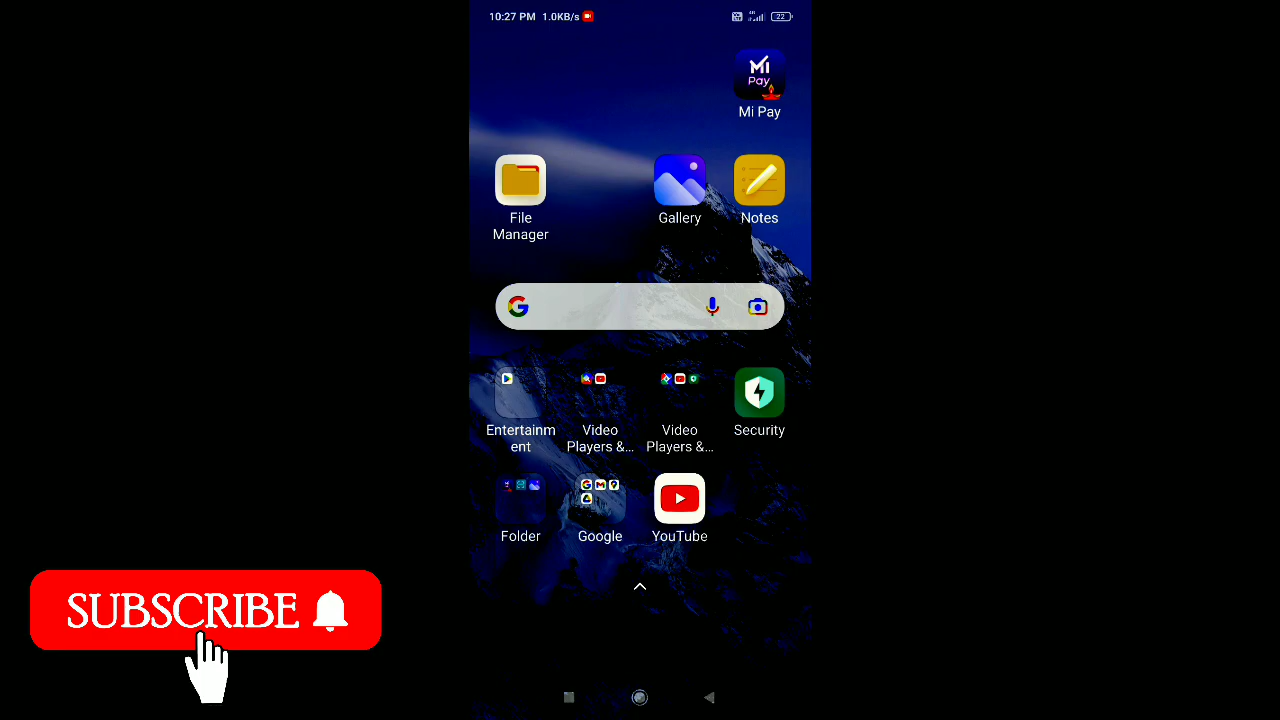 10:27 PM 1.0KB/s 22
Mi
Pay
Mi Pay
File
Manager
Gallery
Notes
Entertainm
ent
Video
Players &...
Video
Players &...
Security
Folder
Google
YouTube
SUBSCRIBE